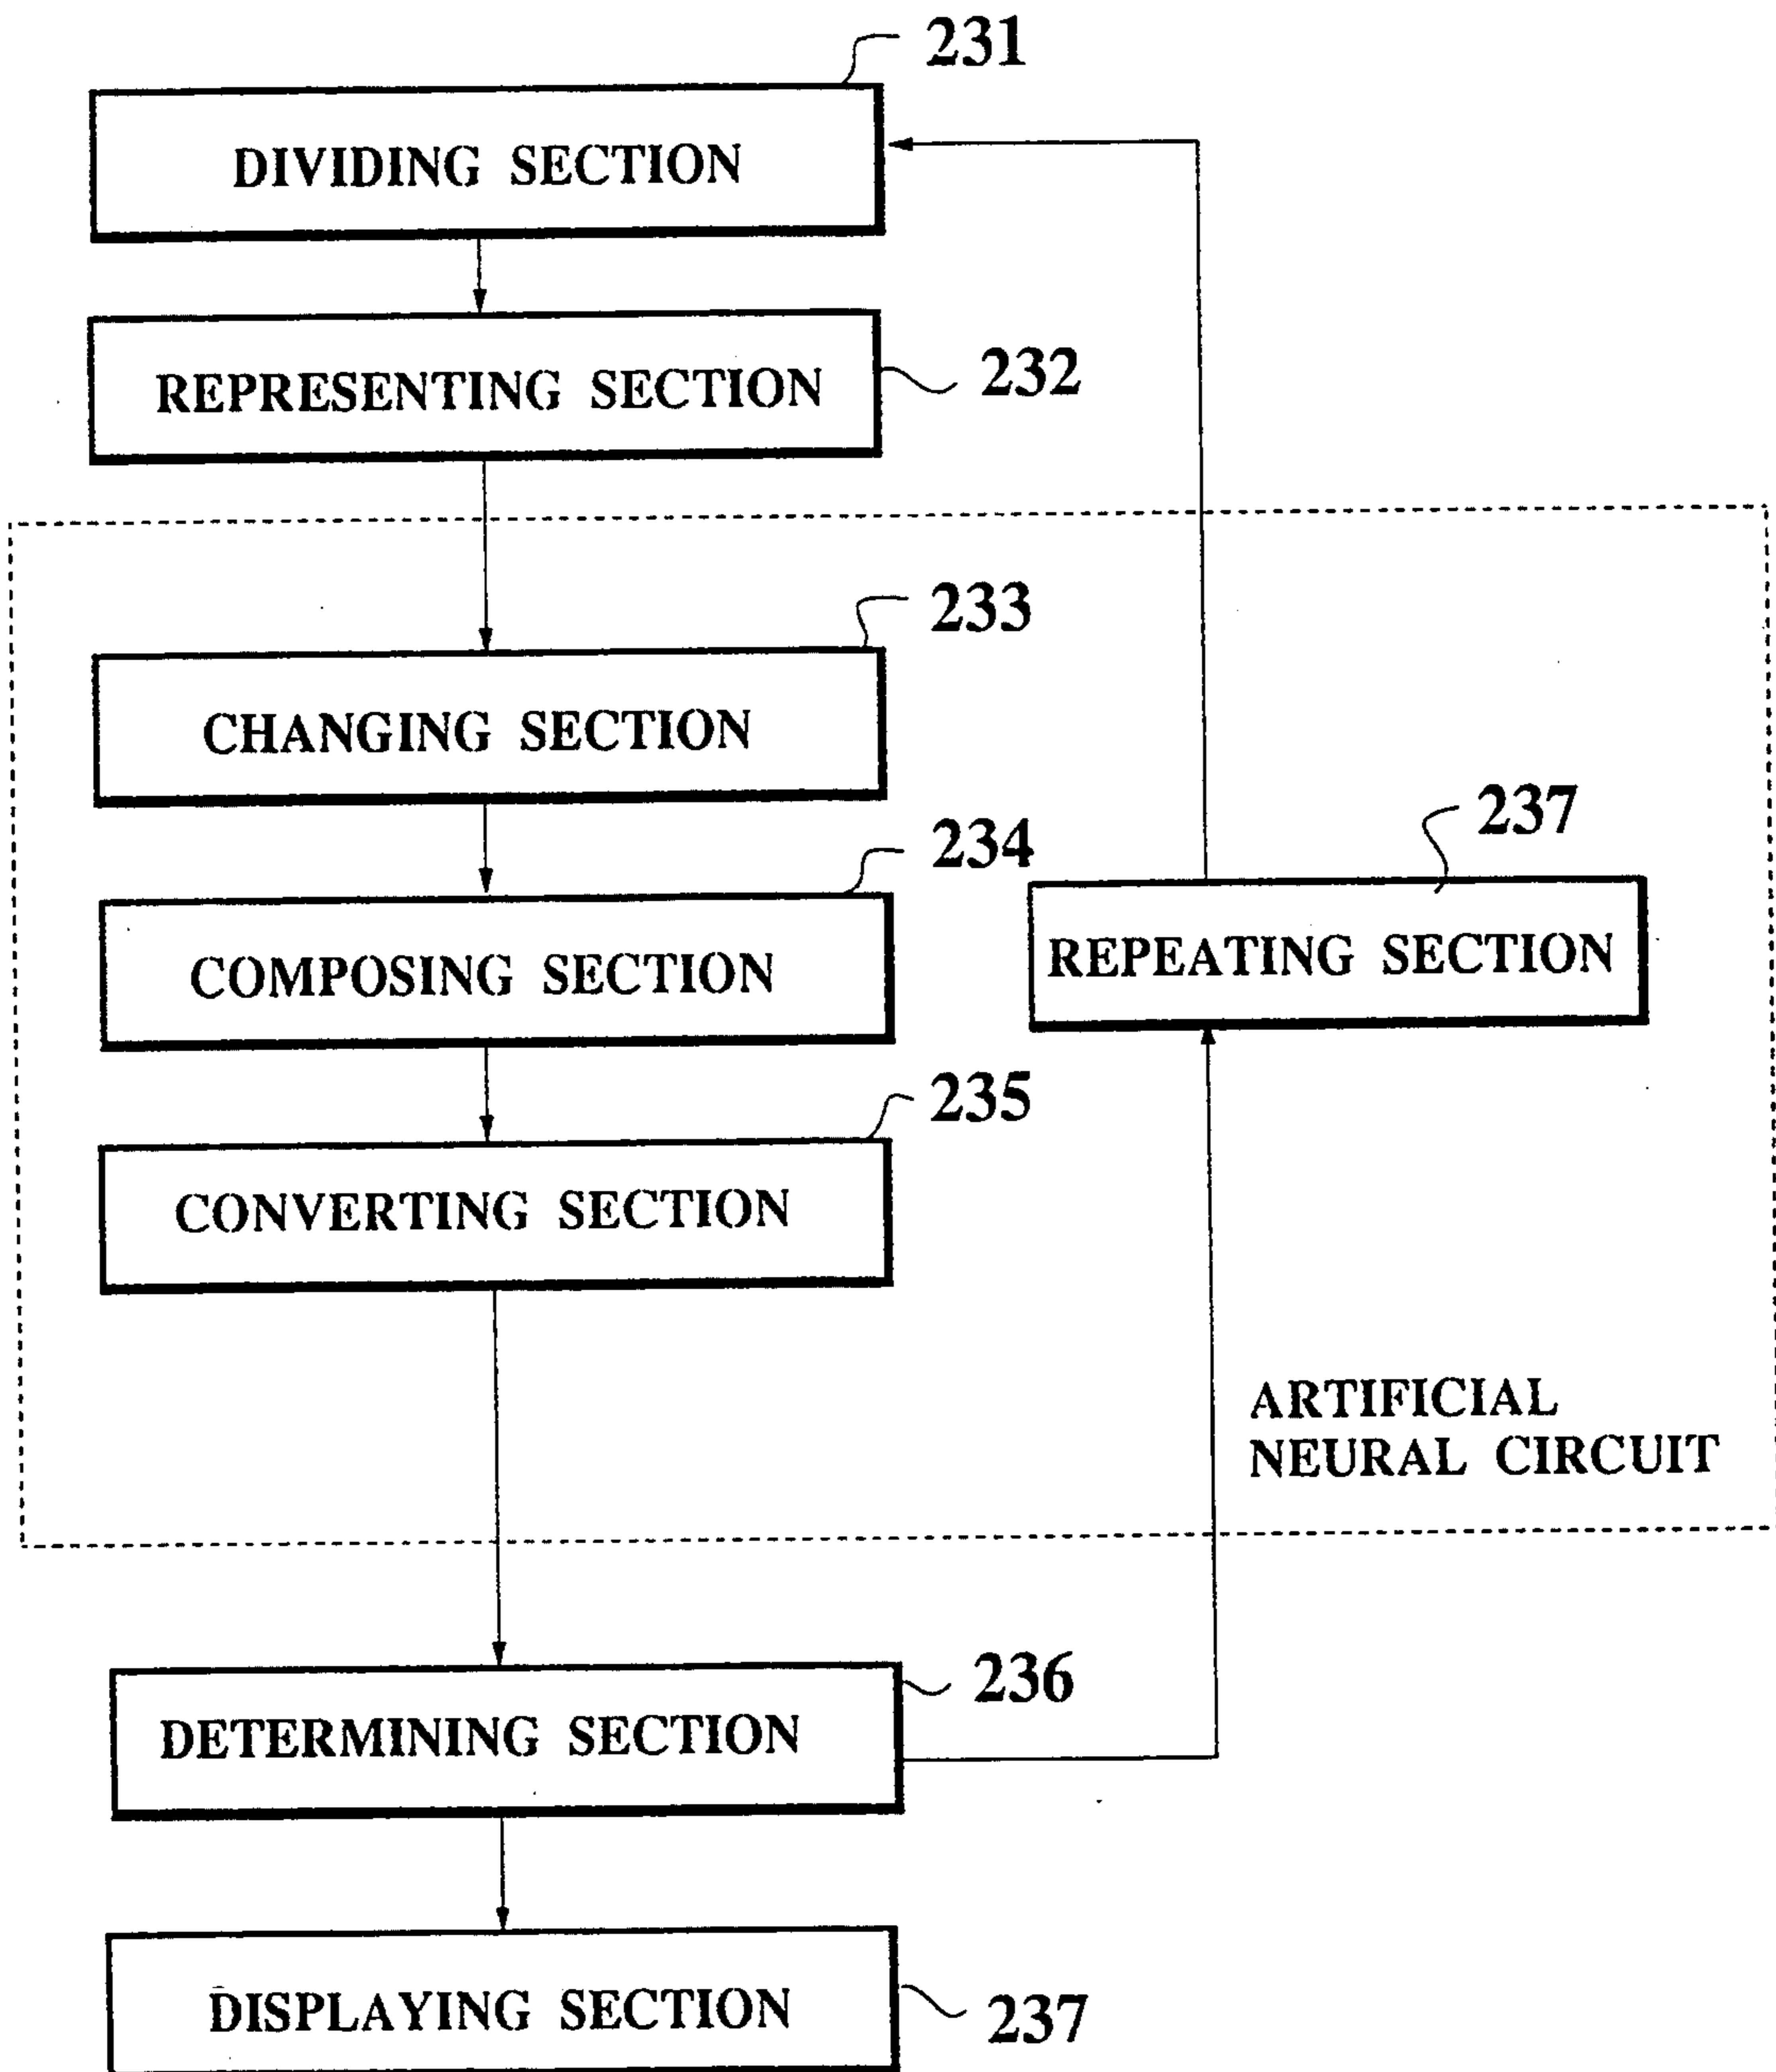 231
DIVIDING SECTION
REPRESENTING SECTION
232
233
CHANGING SECTION
234
COMPOSING SECTION
237
REPEATING SECTION
235
CONVERTING SECTION
ARTIFICIAL
NEURAL CIRCUIT
236
DETERMINING SECTION
DISPLAYING SECTION
237